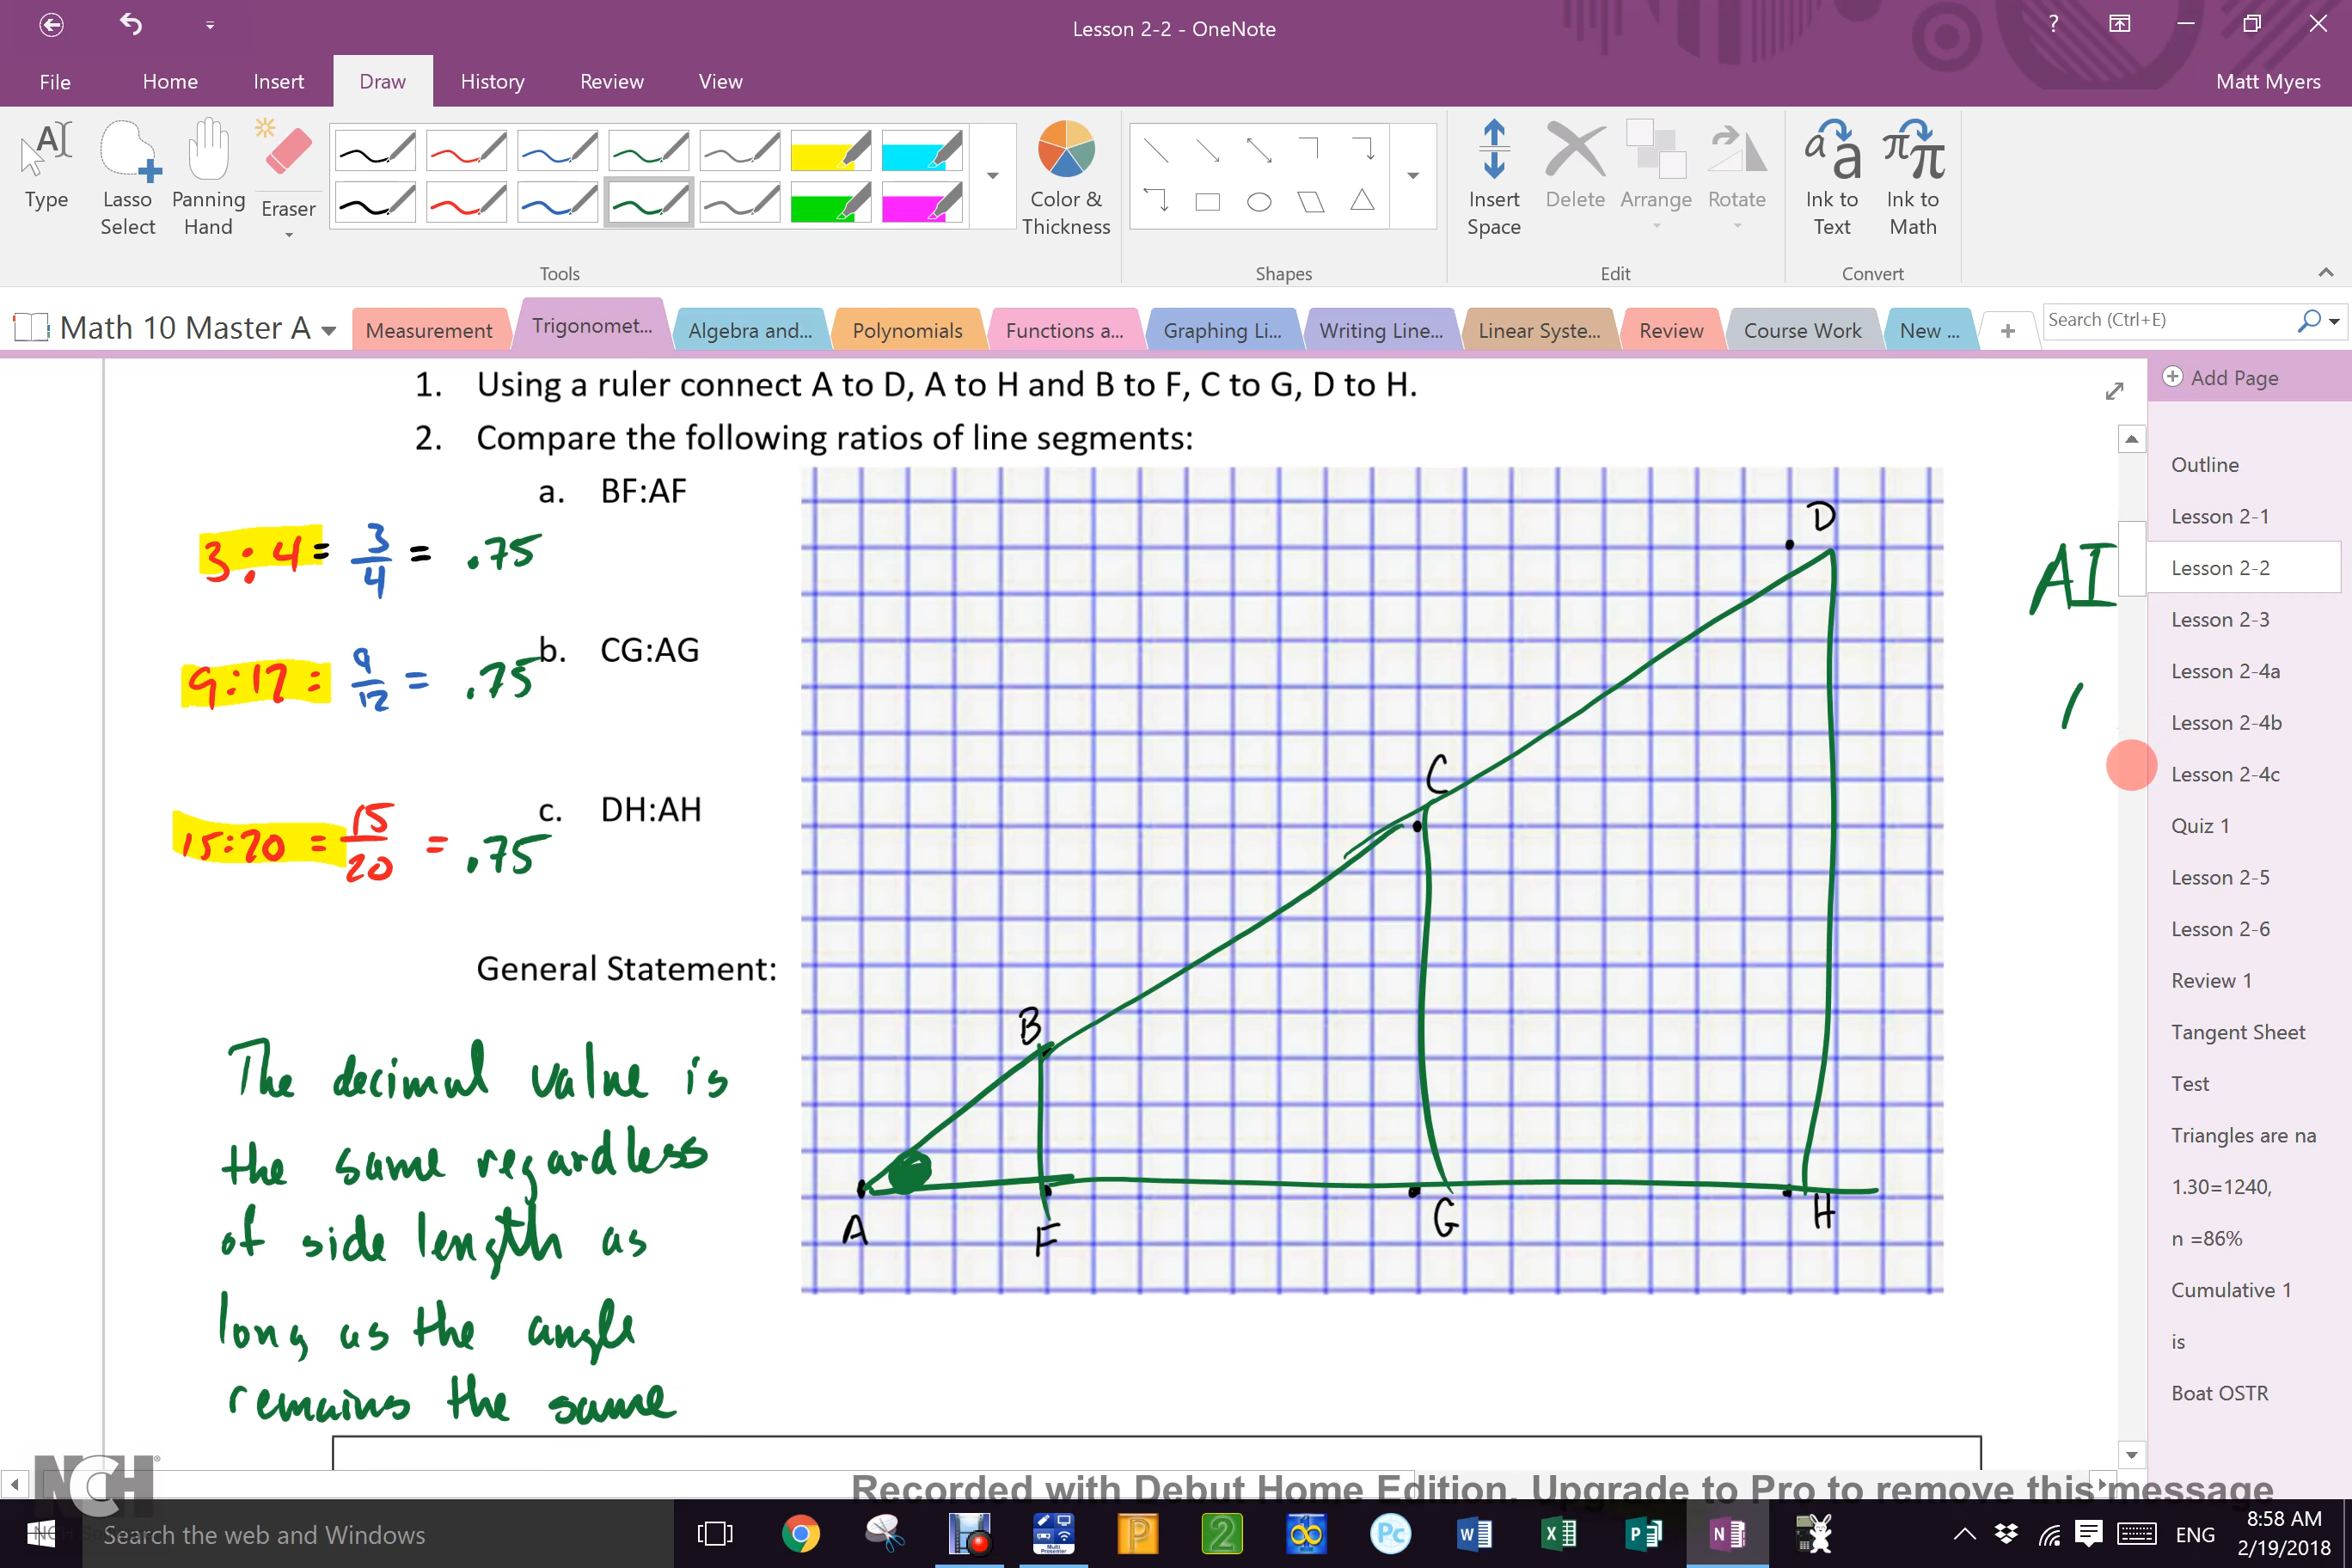 Lesson 2-2 - OneNote
?
File Home Insert Draw History Review View
Matt Myers
Type
Lasso Select
Panning Hand
Eraser
Color & Thickness
Insert Space
Delete
Arrange
Rotate
Ink to Text
Ink to Math
Tools
Shapes
Edit
Convert
Math 10 Master A
Measurement Trigonomet... Algebra and... Polynomials Functions a... Graphing Li... Writing Line... Linear Syste... Review Course Work New ... +
Search (Ctrl+E)
1. Using a ruler connect A to D, A to H and B to F, C to G, D to H.
2. Compare the following ratios of line segments:
a. BF:AF
3:4 = 3/4 = .75
b. CG:AG
9:12 = 9/12 = .75
c. DH:AH
15:20 = 15/20 = .75
General Statement:
The decimal value is
the same regardless
of side length as
long as the angle
remains the same
D
C
B
A
F
G
H
AI
Add Page
Outline
Lesson 2-1
Lesson 2-2
Lesson 2-3
Lesson 2-4a
Lesson 2-4b
Lesson 2-4c
Quiz 1
Lesson 2-5
Lesson 2-6
Review 1
Tangent Sheet
Test
Triangles are na
1.30=1240,
n =86%
Cumulative 1
is
Boat OSTR
NCH
Recorded with Debut Home Edition. Upgrade to Pro to remove this message
Search the web and Windows
ENG
8:58 AM
2/19/2018